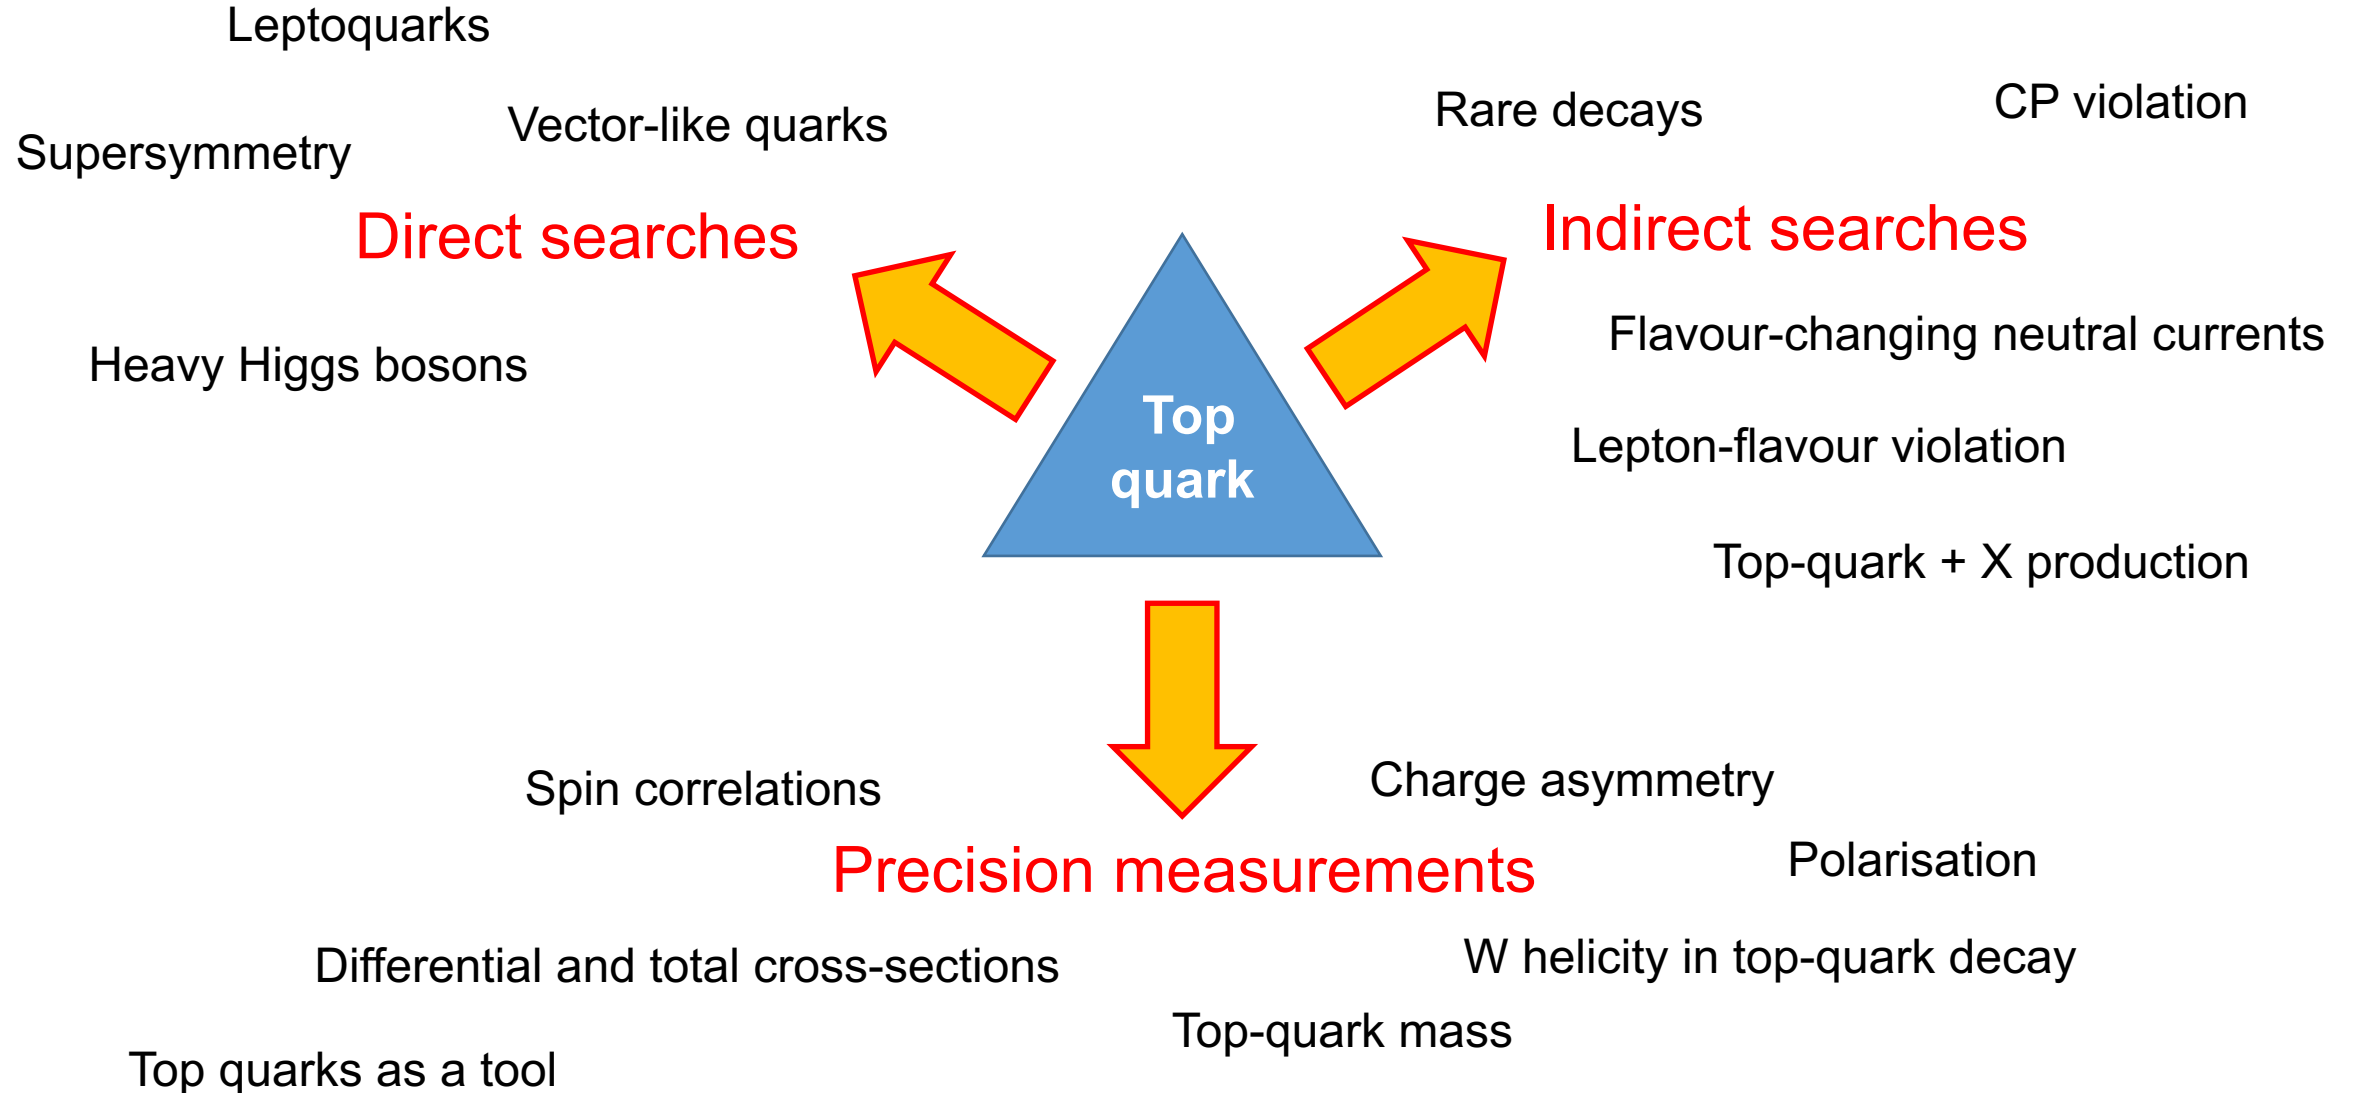 Leptoquarks
Vector-like quarks
Supersymmetry
Direct searches
Heavy Higgs bosons
Rare decays
CP violation
Indirect searches
Flavour-changing neutral currents
Lepton-flavour violation
Top-quark + X production
Top
quark
Spin correlations
Charge asymmetry
Precision measurements
Polarisation
Differential and total cross-sections
W helicity in top-quark decay
Top-quark mass
Top quarks as a tool